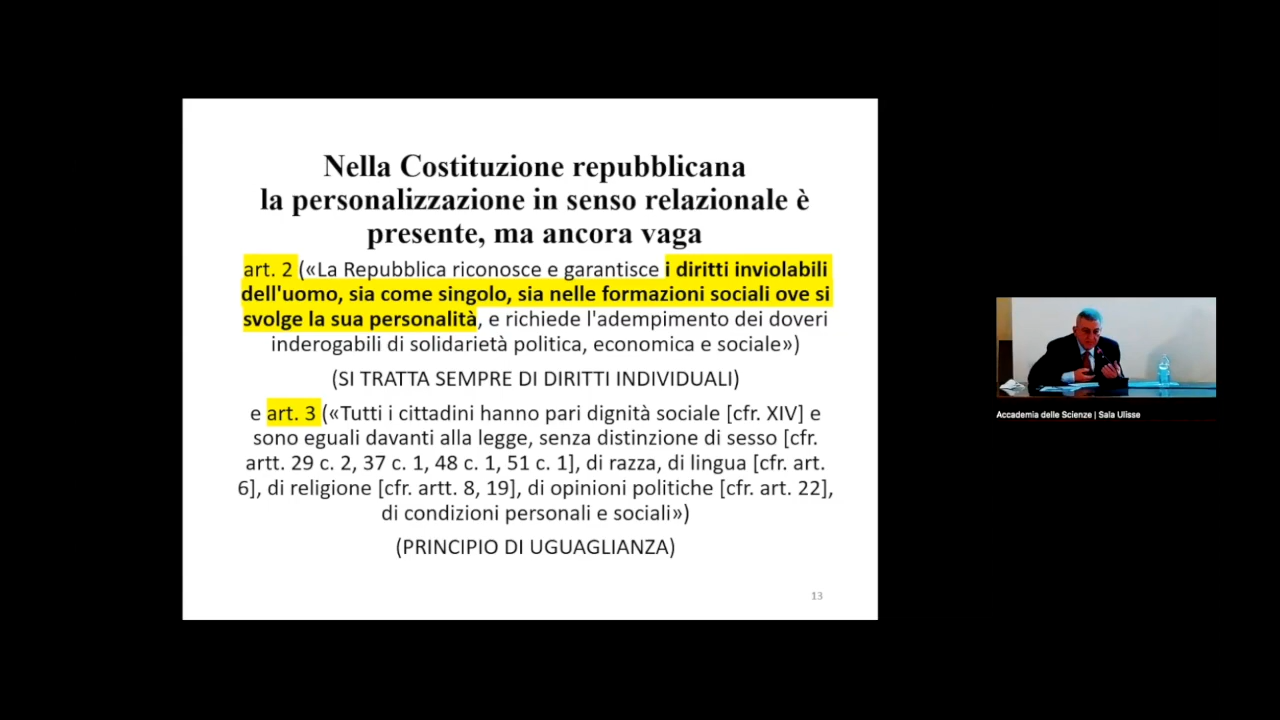 Nella Costituzione repubblicana
la personalizzazione in senso relazionale è
presente, ma ancora vaga
art. 2 («La Repubblica riconosce e garantisce i diritti inviolabili
dell'uomo, sia come singolo, sia nelle formazioni sociali ove si
svolge la sua personalità, e richiede l'adempimento dei doveri
inderogabili di solidarietà politica, economica e sociale»)
(SI TRATTA SEMPRE DI DIRITTI INDIVIDUALI)
e art. 3 («Tutti i cittadini hanno pari dignità sociale [cfr. XIV] e
sono eguali davanti alla legge, senza distinzione di sesso [cfr.
artt. 29 c. 2, 37 c. 1, 48 c. 1, 51 c. 1], di razza, di lingua [cfr. art.
6], di religione [cfr. artt. 8, 19], di opinioni politiche [cfr. art. 22],
di condizioni personali e sociali»)
(PRINCIPIO DI UGUAGLIANZA)
13
Accademia delle Scienze | Sala Ulisse